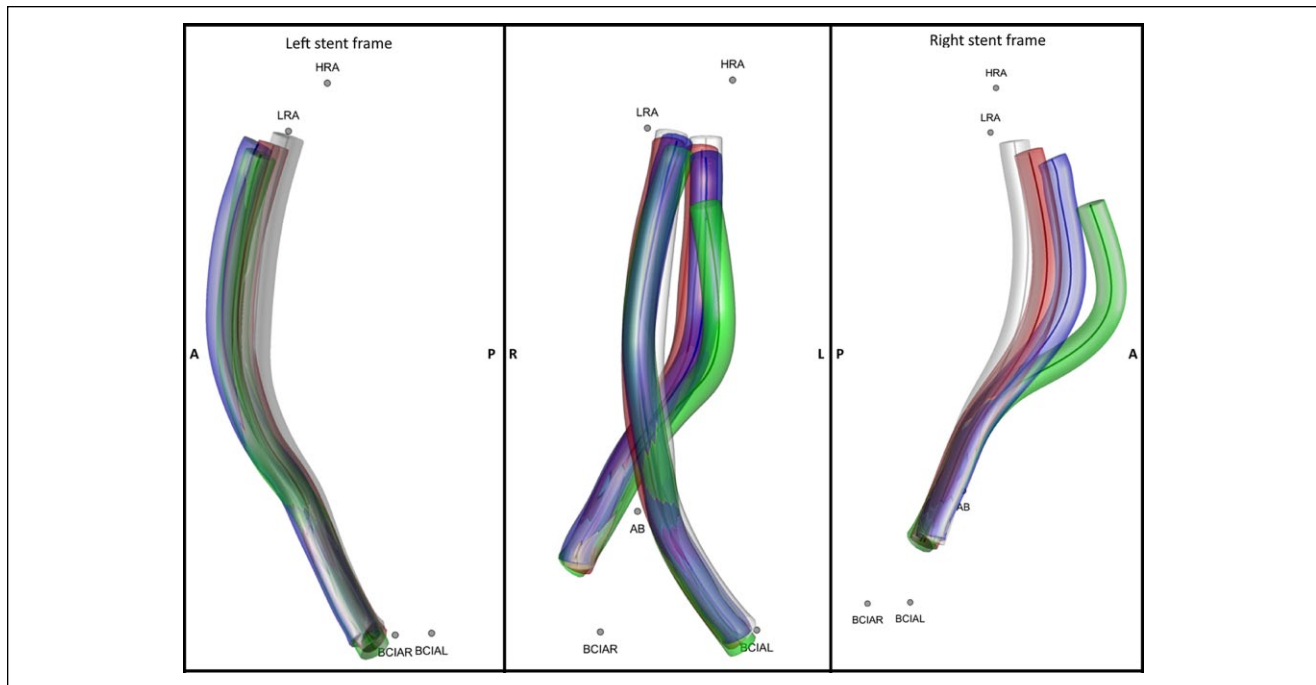 Left stent frame
HRA
LRA
A
P
BCIAR BCIAL
HRA
LRA
R
L
AB
BCIAR
BCIAL
Right stent frame
HRA
LRA
P
A
AB
BCIAR
BCIAL